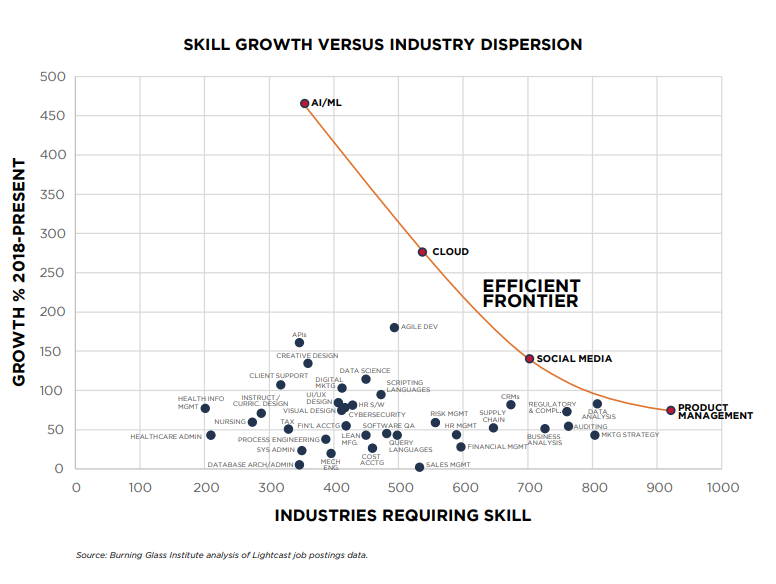 SKILL GROWTH VERSUS INDUSTRY DISPERSION
GROWTH % 2018-PRESENT
500
450
400
350
300
250
200
150
100
50
0
AI/ML
CLOUD
EFFICIENT
FRONTIER
AGILE DEV
APIs
SOCIAL MEDIA
CREATIVE DESIGN
CLIENT SUPPORT
DATA SCIENCE
DIGITAL
MKTG
SCRIPTING
LANGUAGES
HEALTH INFO
MGMT
INSTRUCT./
CURRIC. DESIGN
UI/UX
DESIGN
HR S/W
VISUAL DESIGN
CYBERSECURITY
CRMs
REGULATORY
& COMPL.
DATA
ANALYSIS
PRODUCT
MANAGEMENT
NURSING
TAX
FIN'L ACCTG
SOFTWARE QA
RISK MGMT
HR MGMT
SUPPLY
CHAIN
AUDITING
HEALTHCARE ADMIN
PROCESS ENGINEERING
LEAN
MFG.
QUERY
LANGUAGES
FINANCIAL MGMT
BUSINESS
ANALYSIS
MKTG STRATEGY
SYS ADMIN
MECH
ENG.
COST
ACCTG
DATABASE ARCH/ADMIN
SALES MGMT
0
100
200
300
400
500
600
700
800
900
1000
INDUSTRIES REQUIRING SKILL
Source: Burning Glass Institute analysis of Lightcast job postings data.